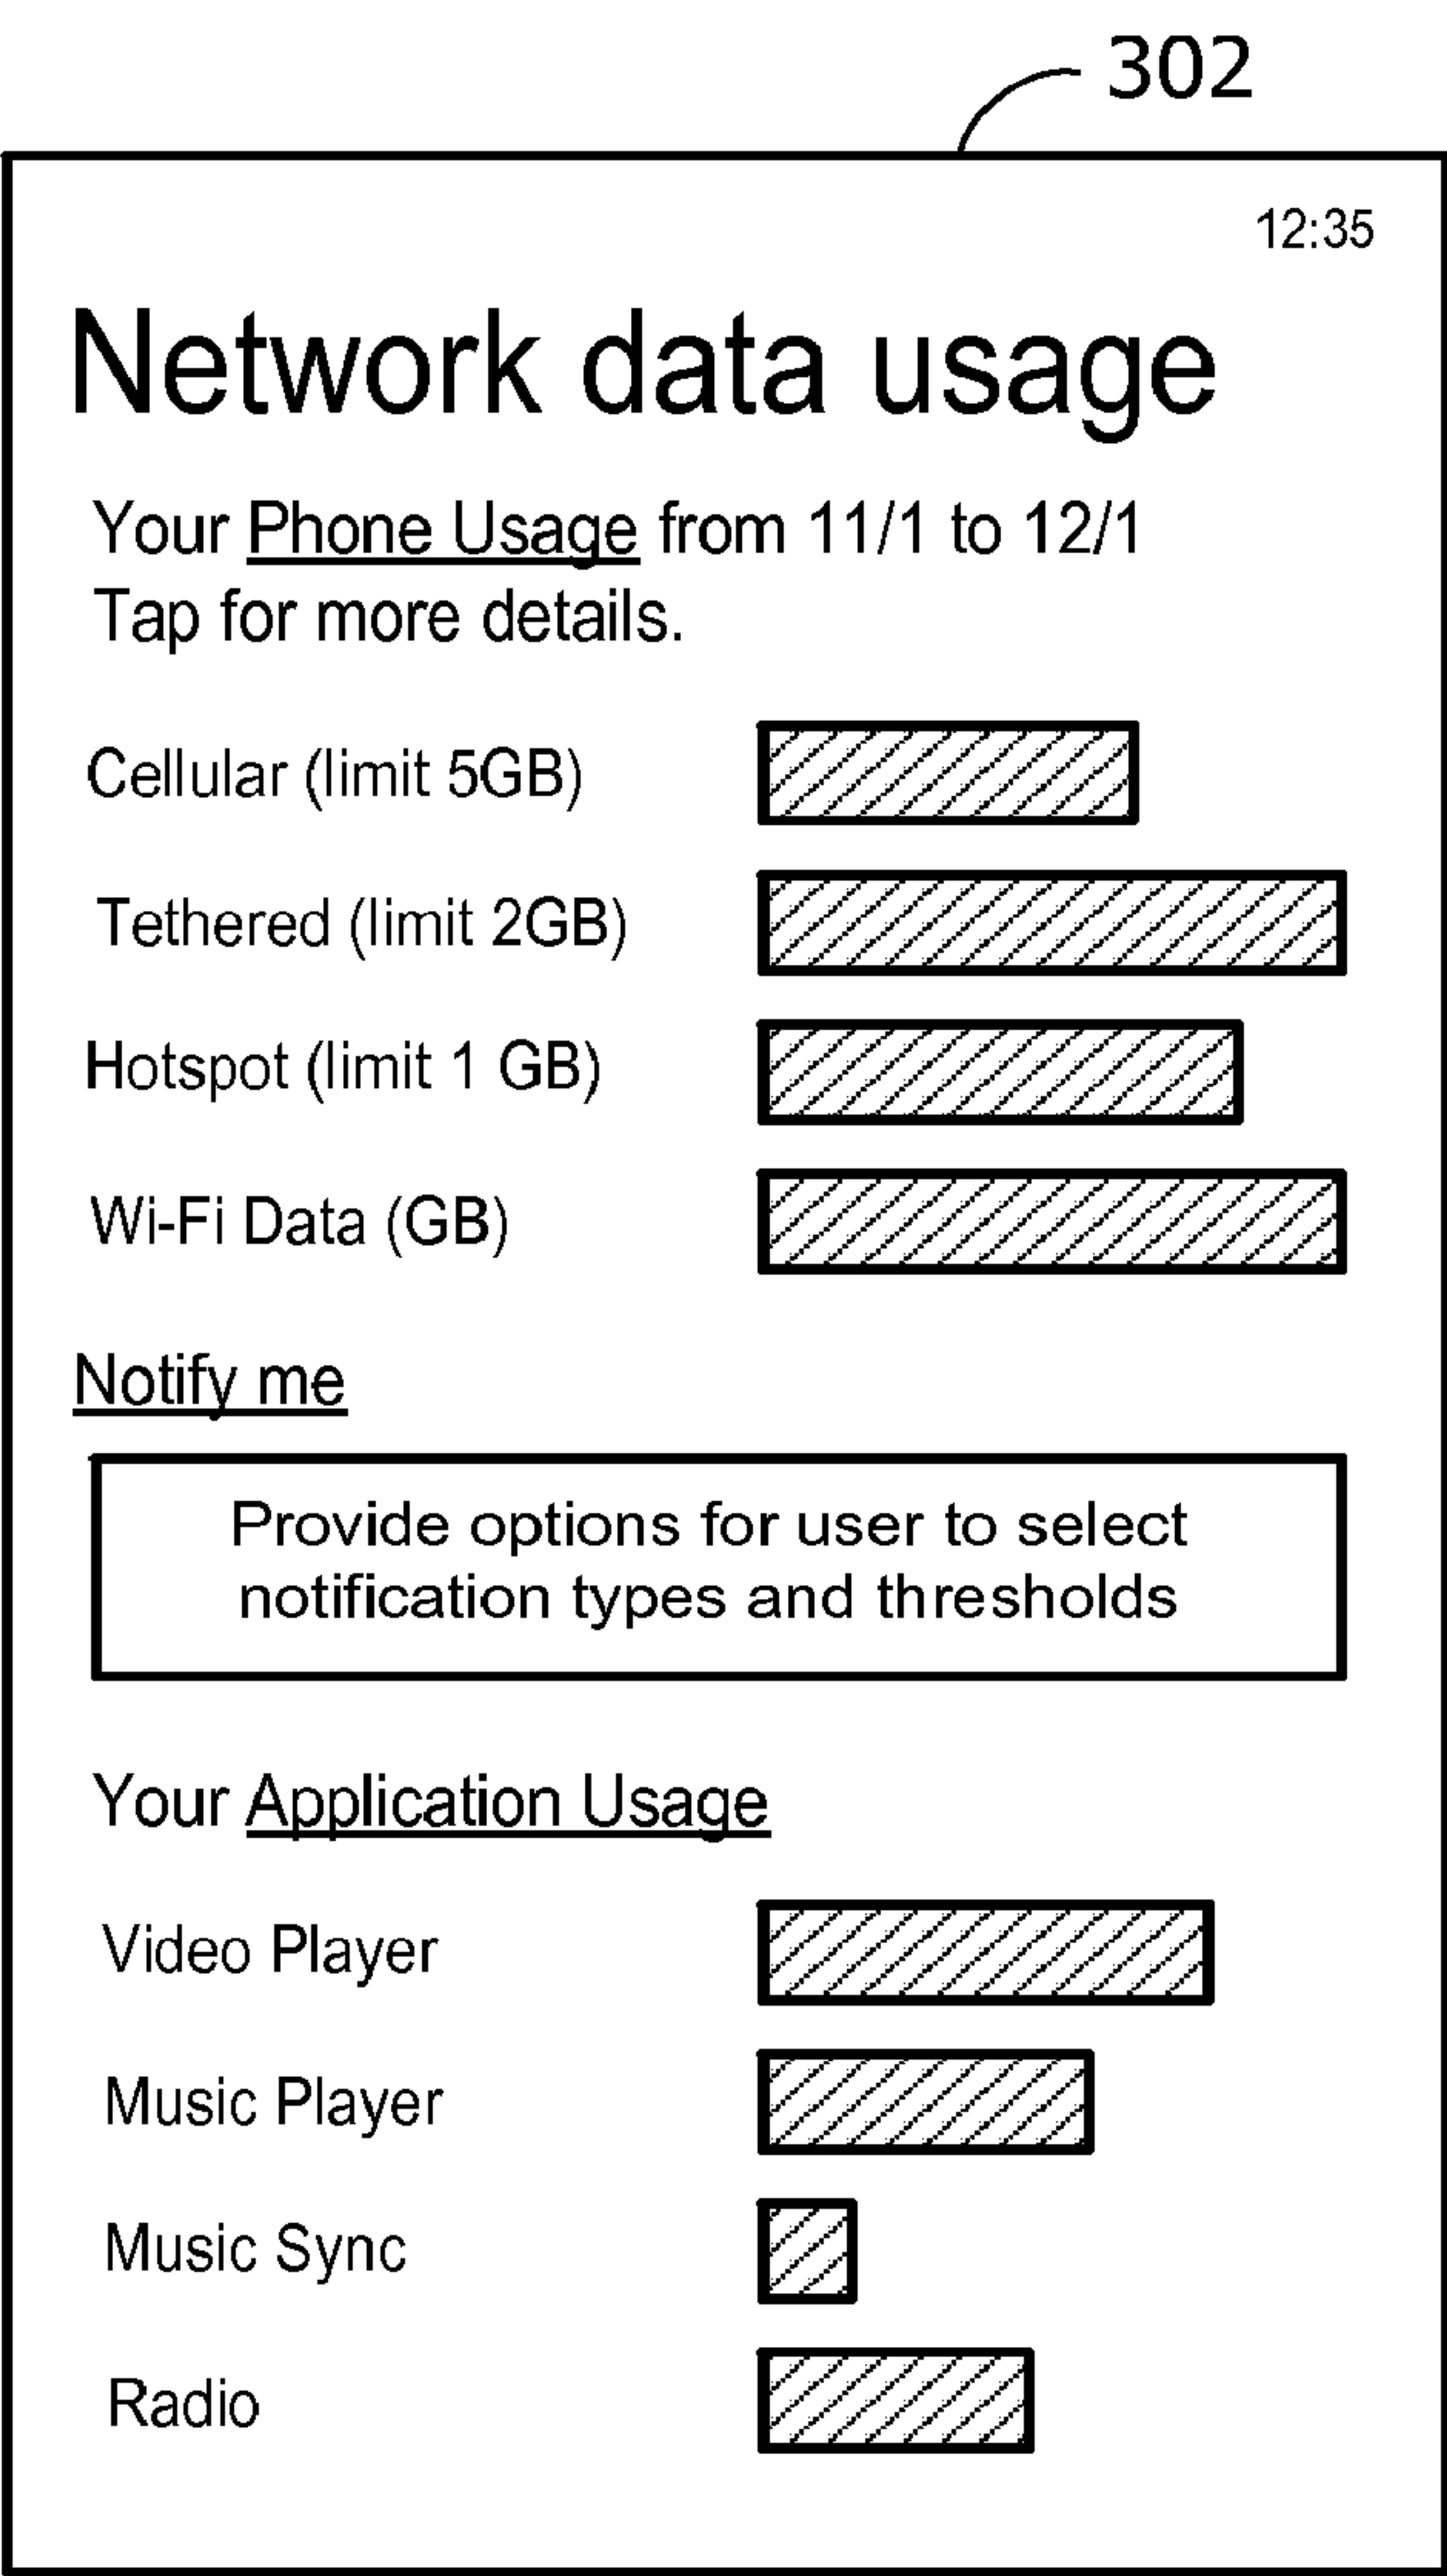 302
12:35
Network data usage
Your Phone Usage from 11/1 to 12/1
Tap for more details.
Cellular (limit 5GB)
Tethered (limit 2GB)
Hotspot (limit 1 GB)
Wi-Fi Data (GB)
Notify me
Provide options for user to select
notification types and thresholds
Your Application Usage
Video Player
Music Player
Music Sync
Radio